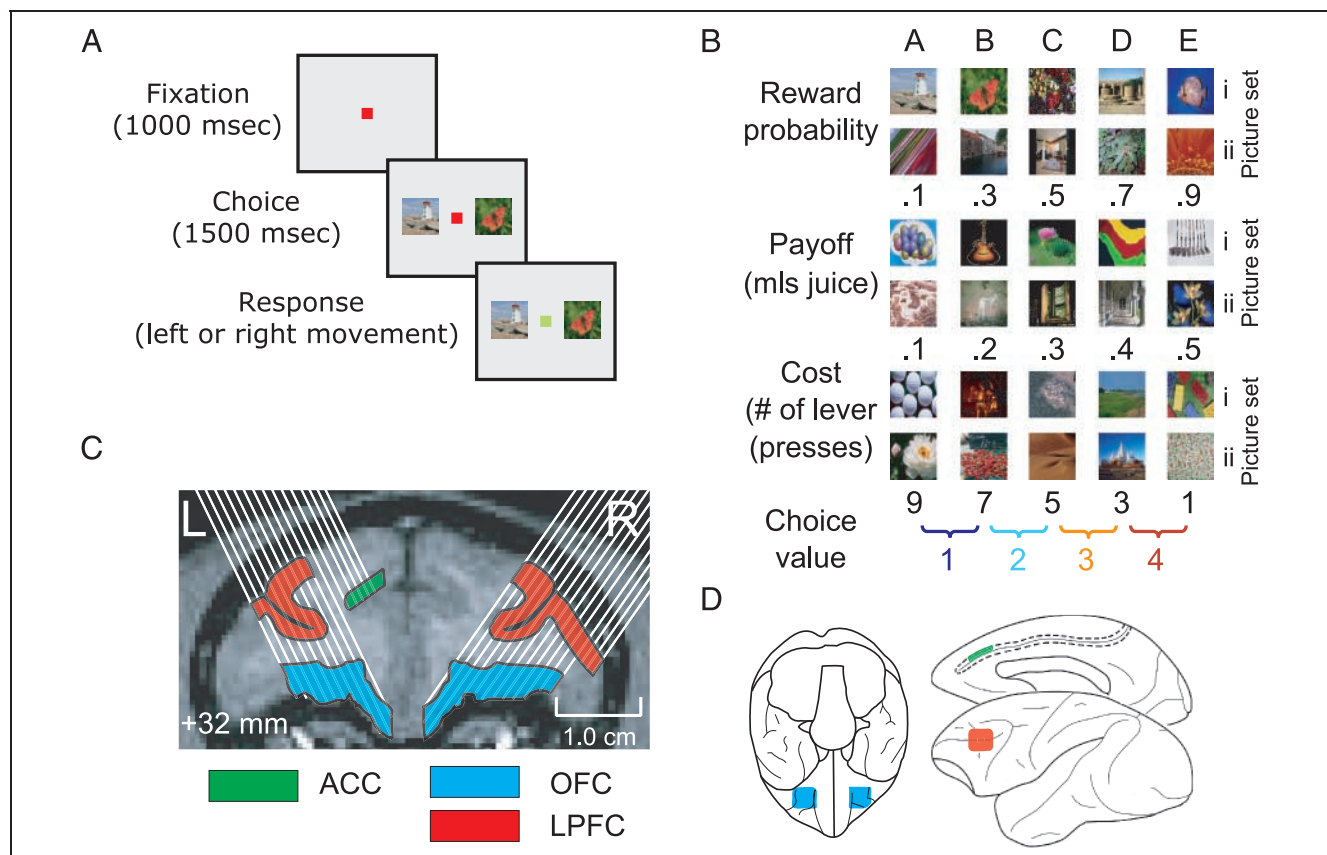 A
Fixation
(1000 msec)
Choice
(1500 msec)
Response
(left or right movement)
B
A B C D E
Reward
probability
i
ii
Picture set
.1 .3 .5 .7 .9
Payoff
(mls juice)
i
ii
Picture set
.1 .2 .3 .4 .5
Cost
(# of lever
(presses)
i
ii
Picture set
9 7 5 3 1
Choice
value
1 2 3 4
C
L R
+32 mm
1.0 cm
ACC
OFC
LPFC
D